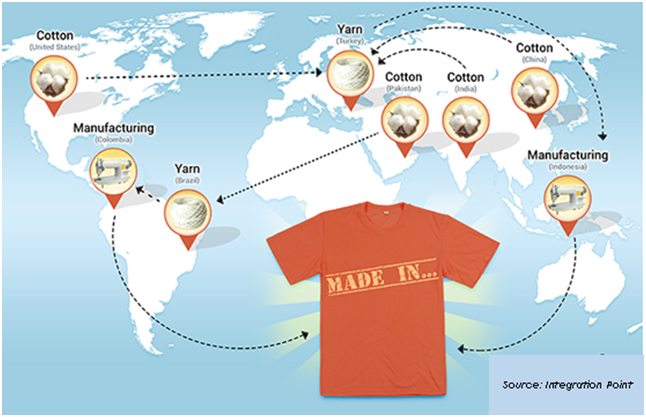 Cotton
(United States)
Yarn
(Turkey)
Cotton
(China)
Cotton
(Pakistan)
Cotton
(India)
Manufacturing
(Colombia)
Yarn
(Brazil)
Manufacturing
(Indonesia)
MADE IN...
Source: Integration Point